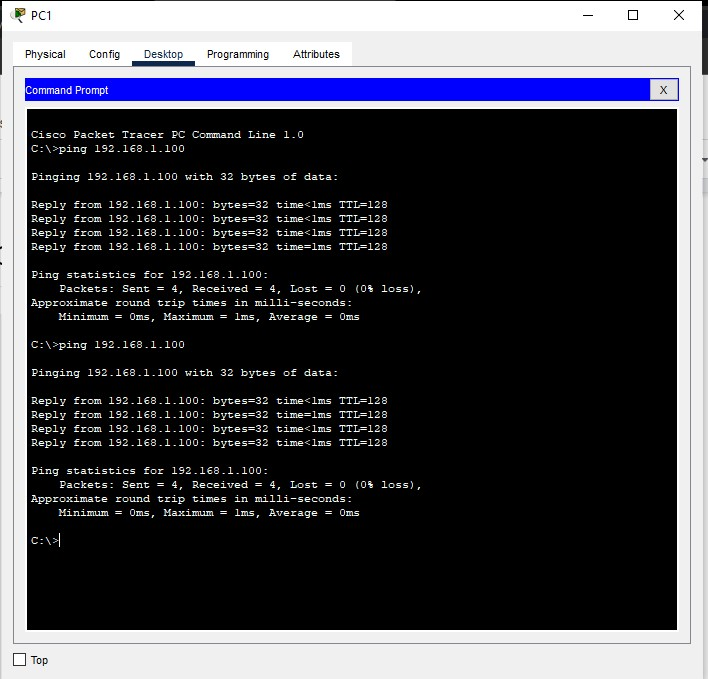 PC1
Physical Config Desktop Programming Attributes
Command Prompt X
Cisco Packet Tracer PC Command Line 1.0
C:\>ping 192.168.1.100
Pinging 192.168.1.100 with 32 bytes of data:
Reply from 192.168.1.100: bytes=32 time<1ms TTL=128
Reply from 192.168.1.100: bytes=32 time<1ms TTL=128
Reply from 192.168.1.100: bytes=32 time<1ms TTL=128
Reply from 192.168.1.100: bytes=32 time=1ms TTL=128
Ping statistics for 192.168.1.100:
Packets: Sent = 4, Received = 4, Lost = 0 (0% loss),
Approximate round trip times in milli-seconds:
Minimum = 0ms, Maximum = 1ms, Average = 0ms
C:\>ping 192.168.1.100
Pinging 192.168.1.100 with 32 bytes of data:
Reply from 192.168.1.100: bytes=32 time<1ms TTL=128
Reply from 192.168.1.100: bytes=32 time=1ms TTL=128
Reply from 192.168.1.100: bytes=32 time<1ms TTL=128
Reply from 192.168.1.100: bytes=32 time<1ms TTL=128
Ping statistics for 192.168.1.100:
Packets: Sent = 4, Received = 4, Lost = 0 (0% loss),
Approximate round trip times in milli-seconds:
Minimum = 0ms, Maximum = 1ms, Average = 0ms
C:\>
Top